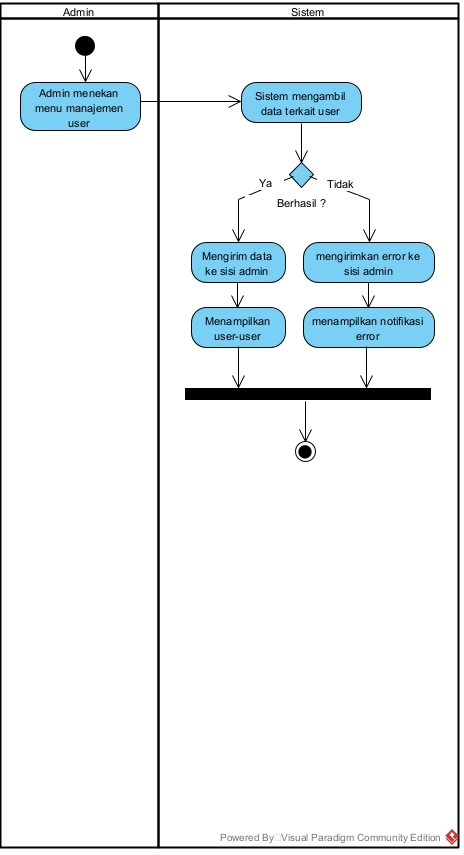 Admin
Sistem
Admin menekan
menu manajemen
user
Sistem mengambil
data terkait user
Ya
Tidak
Berhasil ?
Mengirim data
ke sisi admin
mengirimkan error ke
sisi admin
Menampilkan
user-user
menampilkan notifikasi
error
Powered By Visual Paradigm Community Edition